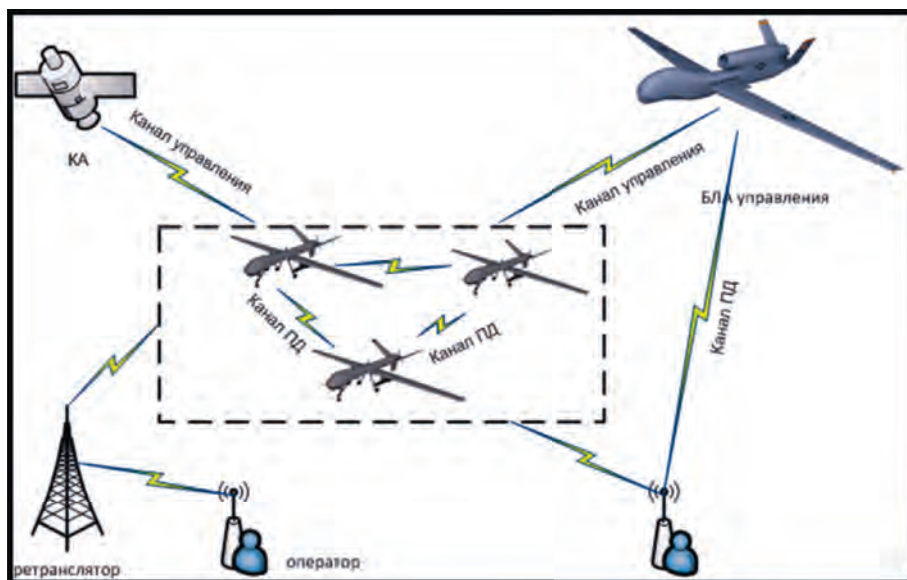 Канал управления
КА
Канал управления
БЛА управления
Канал ПД
Канал ПД
Канал ПД
ретранслятор
оператор